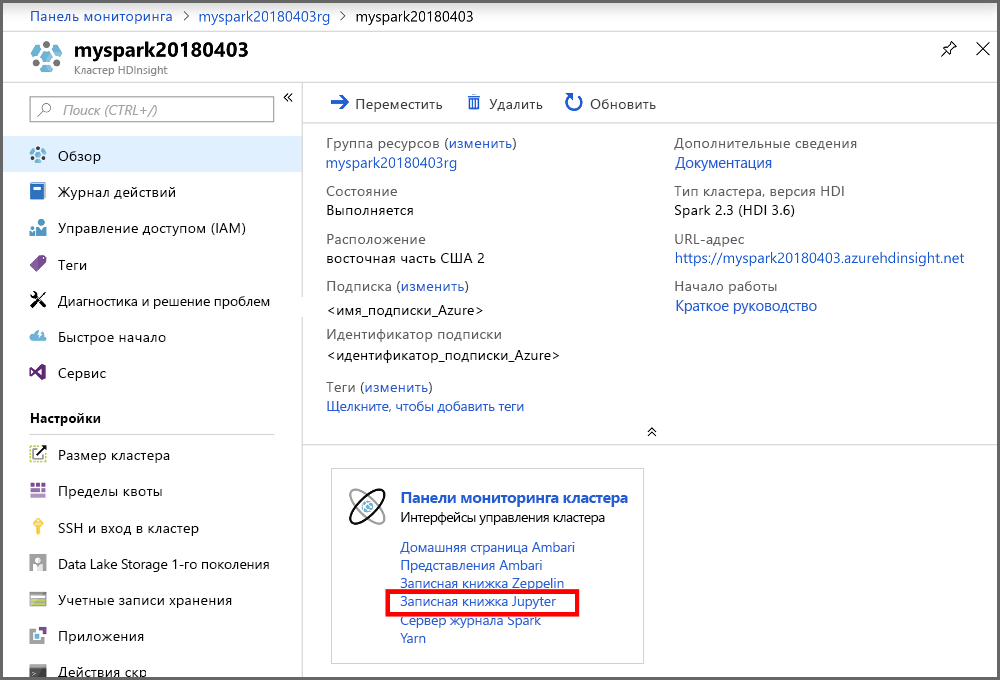 Панель мониторинга > myspark20180403rg > myspark20180403
myspark20180403
Кластер HDInsight
Поиск (CTRL+/)
«
Обзор
Журнал действий
Управление доступом (IAM)
Теги
Диагностика и решение проблем
Быстрое начало
Сервис
Настройки
Размер кластера
Пределы квоты
SSH и вход в кластер
Data Lake Storage 1-го поколения
Учетные записи хранения
Приложения
Действия скр
Переместить Удалить Обновить
Группа ресурсов (изменить)
myspark20180403rg
Состояние
Выполняется
Расположение
восточная часть США 2
Подписка (изменить)
<имя_подписки_Azure>
Идентификатор подписки
<идентификатор_подписки_Azure>
Теги (изменить)
Щелкните, чтобы добавить теги
Дополнительные сведения
Документация
Тип кластера, версия HDI
Spark 2.3 (HDI 3.6)
URL-адрес
https://myspark20180403.azurehdinsight.net
Начало работы
Краткое руководство
Панели мониторинга кластера
Интерфейсы управления кластера
Домашняя страница Ambari
Представления Ambari
Записная книжка Zeppelin
Записная книжка Jupyter
Сервер журнала Spark
Yarn